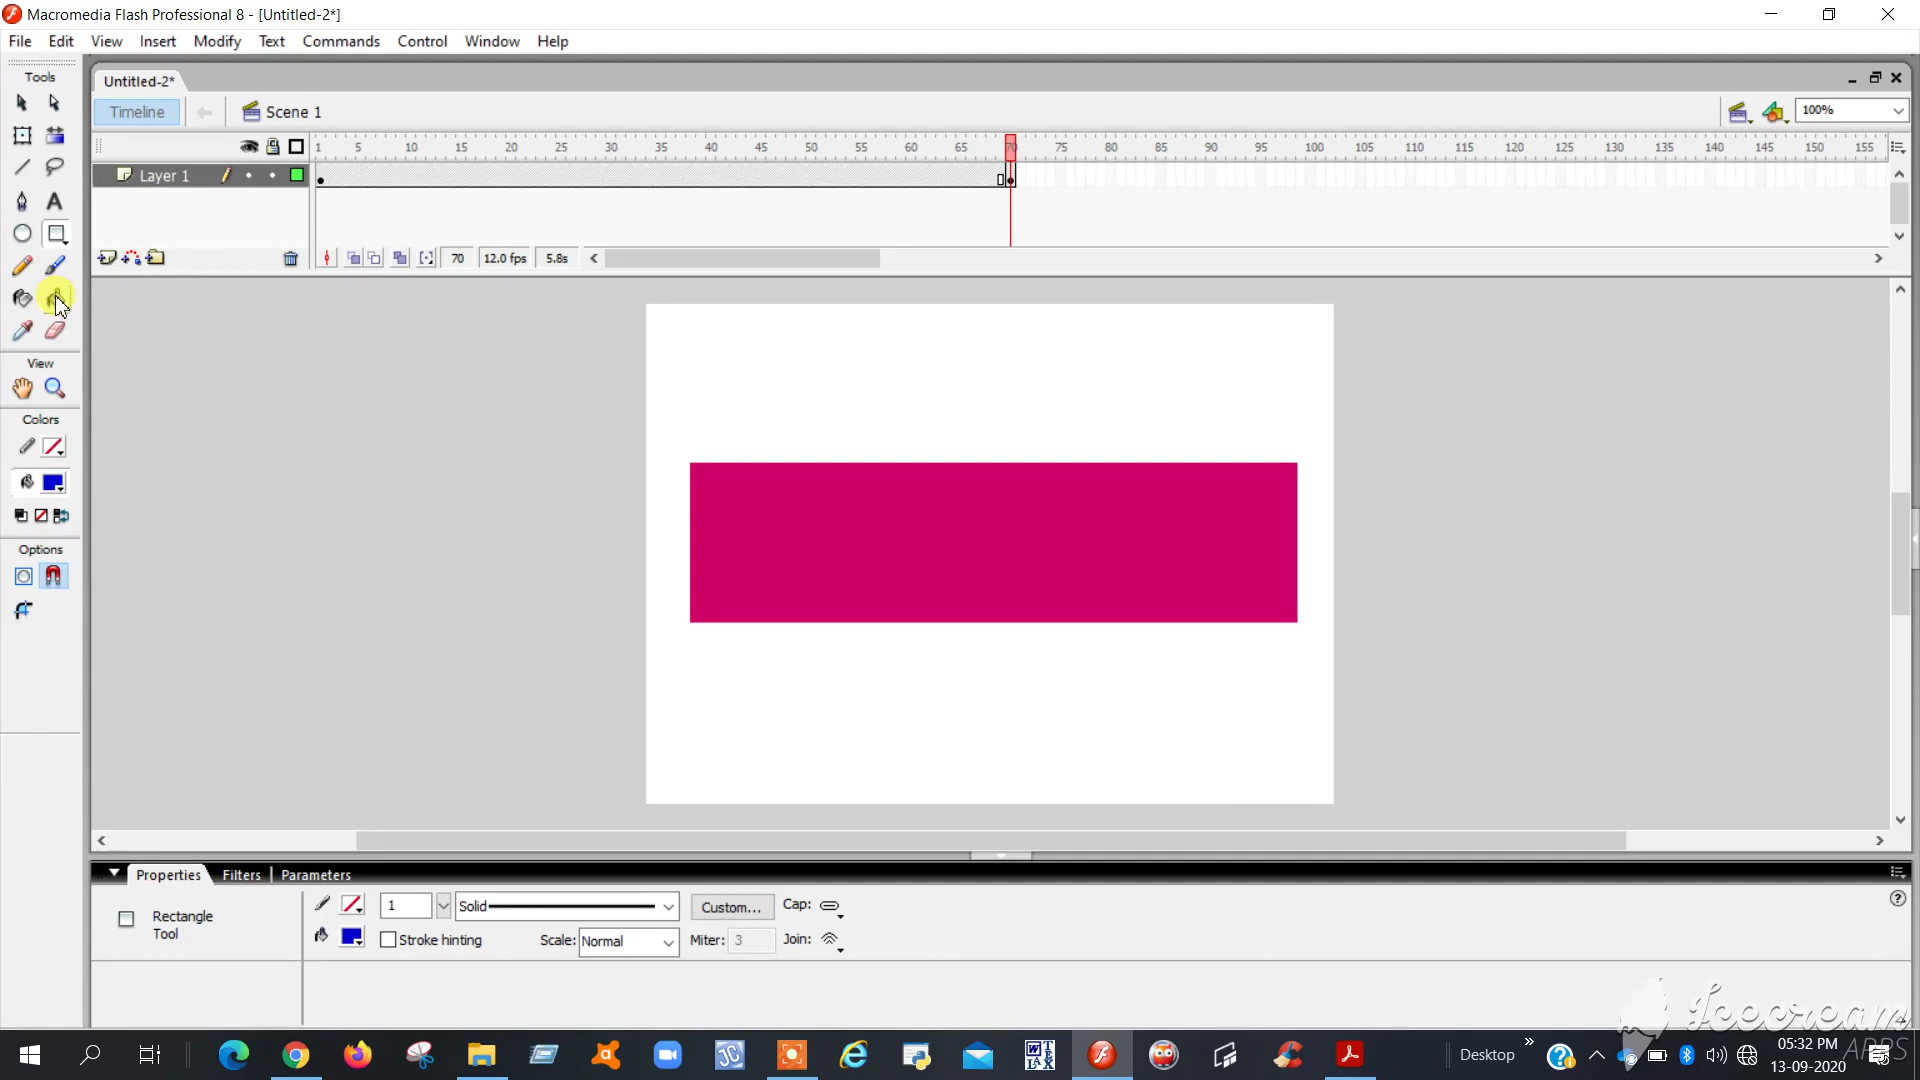 Macromedia Flash Professional 8 - [Untitled-2*]
File Edit View Insert Modify Text Commands Control Window Help
Tools
Untitled-2*
Timeline
Scene 1
100%
1 5 10 15 20 25 30 35 40 45 50 55 60 65 70 75 80 85 90 95 100 105 110 115 120 125 130 135 140 145 150 155
Layer 1
70 12.0 fps 5.8s
View
Colors
Options
Properties Filters Parameters
Rectangle
Tool
1 Solid Custom... Cap:
Stroke hinting Scale: Normal Miter: 3 Join:
Icecream
APPS
Desktop
05:32 PM
13-09-2020